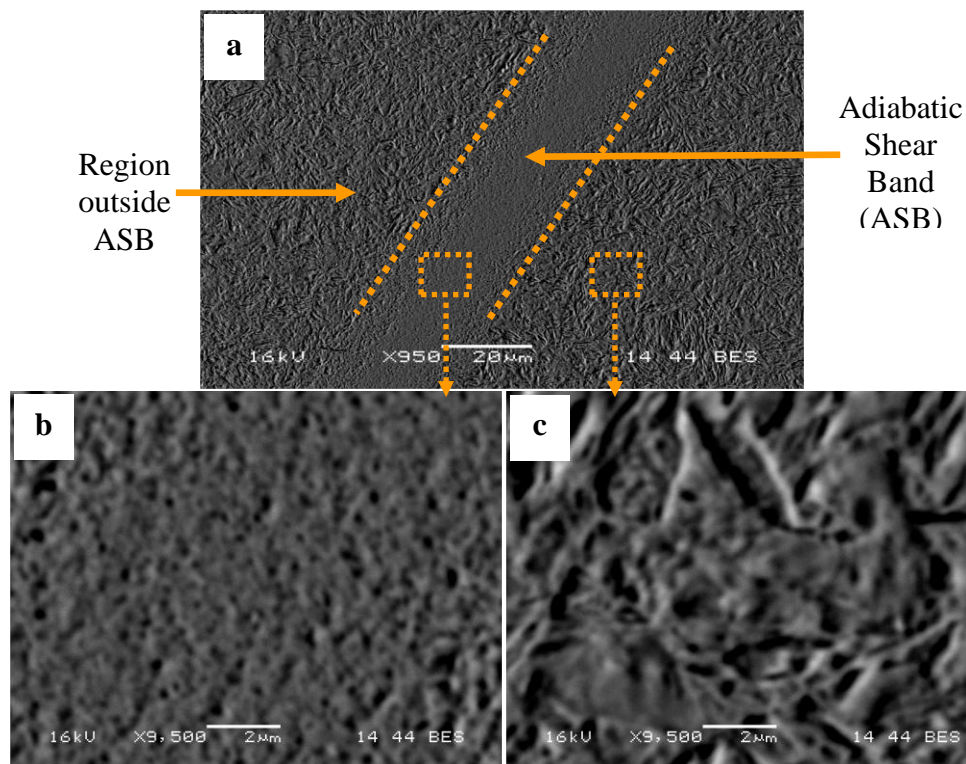 a
Region
outside
ASB
Adiabatic
Shear
Band
(ASB)
16kV X950 20µm 14 44 BES
b
16kV X9,500 2µm 14 44 BES
c
16kV X9,500 2µm 14 44 BES